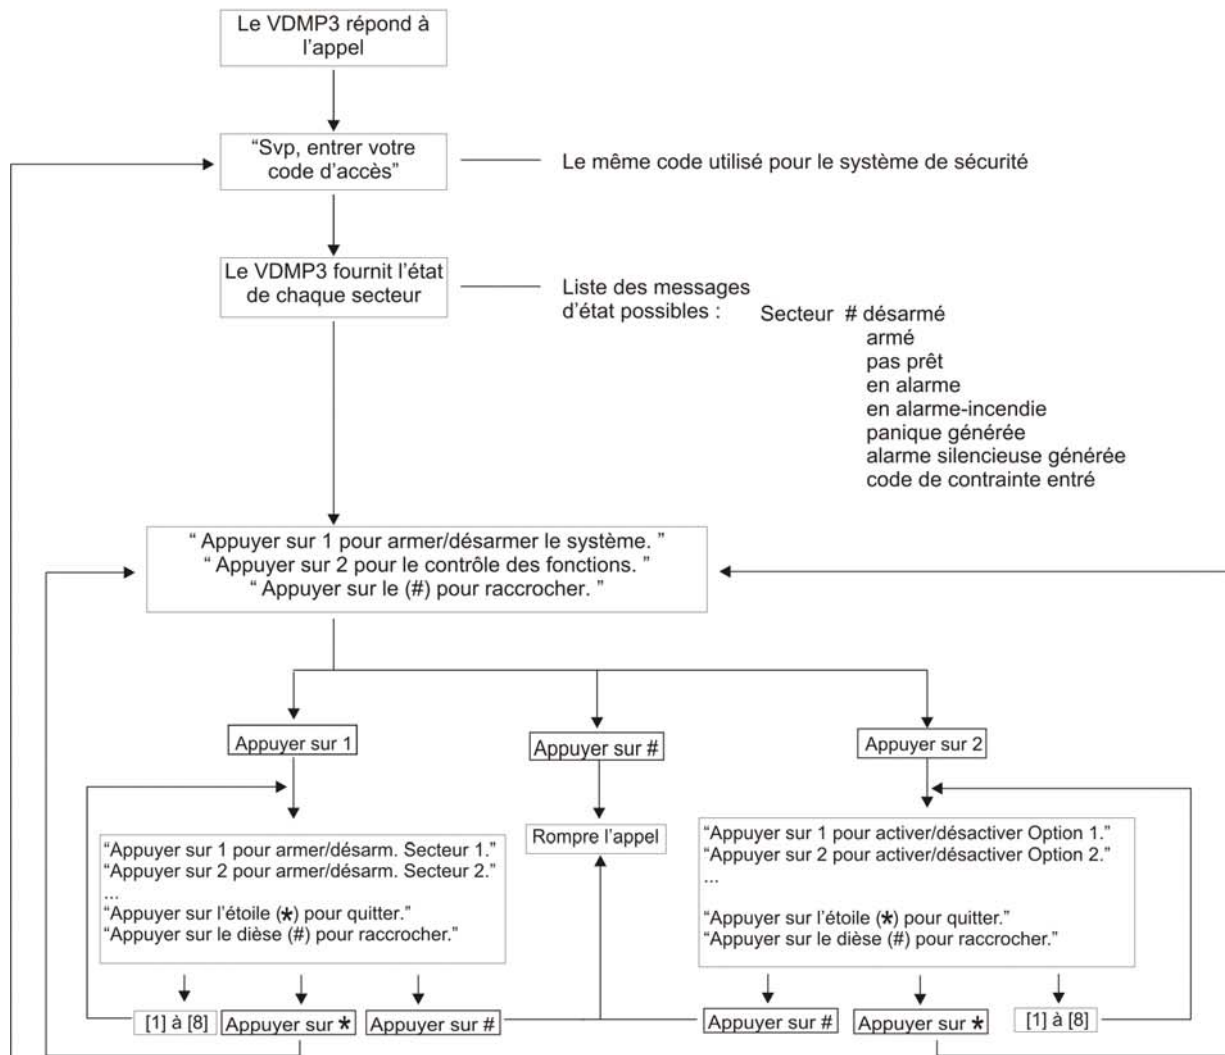 Le VDMP3 répond à
l'appel
“Svp, entrer votre
code d'accès”
Le même code utilisé pour le système de sécurité
Le VDMP3 fournit l'état
de chaque secteur
Liste des messages
d'état possibles :
Secteur # désarmé
armé
pas prêt
en alarme
en alarme-incendie
panique générée
alarme silencieuse générée
code de contrainte entré
“ Appuyer sur 1 pour armer/désarmer le système. ”
“ Appuyer sur 2 pour le contrôle des fonctions. ”
“ Appuyer sur le (#) pour raccrocher. ”
Appuyer sur 1
Appuyer sur #
Appuyer sur 2
“Appuyer sur 1 pour armer/désarm. Secteur 1.”
“Appuyer sur 2 pour armer/désarm. Secteur 2.”
...
“Appuyer sur l'étoile (*) pour quitter.”
“Appuyer sur le dièse (#) pour raccrocher.”
Rompre l'appel
“Appuyer sur 1 pour activer/désactiver Option 1.”
“Appuyer sur 2 pour activer/désactiver Option 2.”
...
“Appuyer sur l'étoile (*) pour quitter.”
“Appuyer sur le dièse (#) pour raccrocher.”
[1] à [8]
Appuyer sur *
Appuyer sur #
Appuyer sur #
Appuyer sur *
[1] à [8]